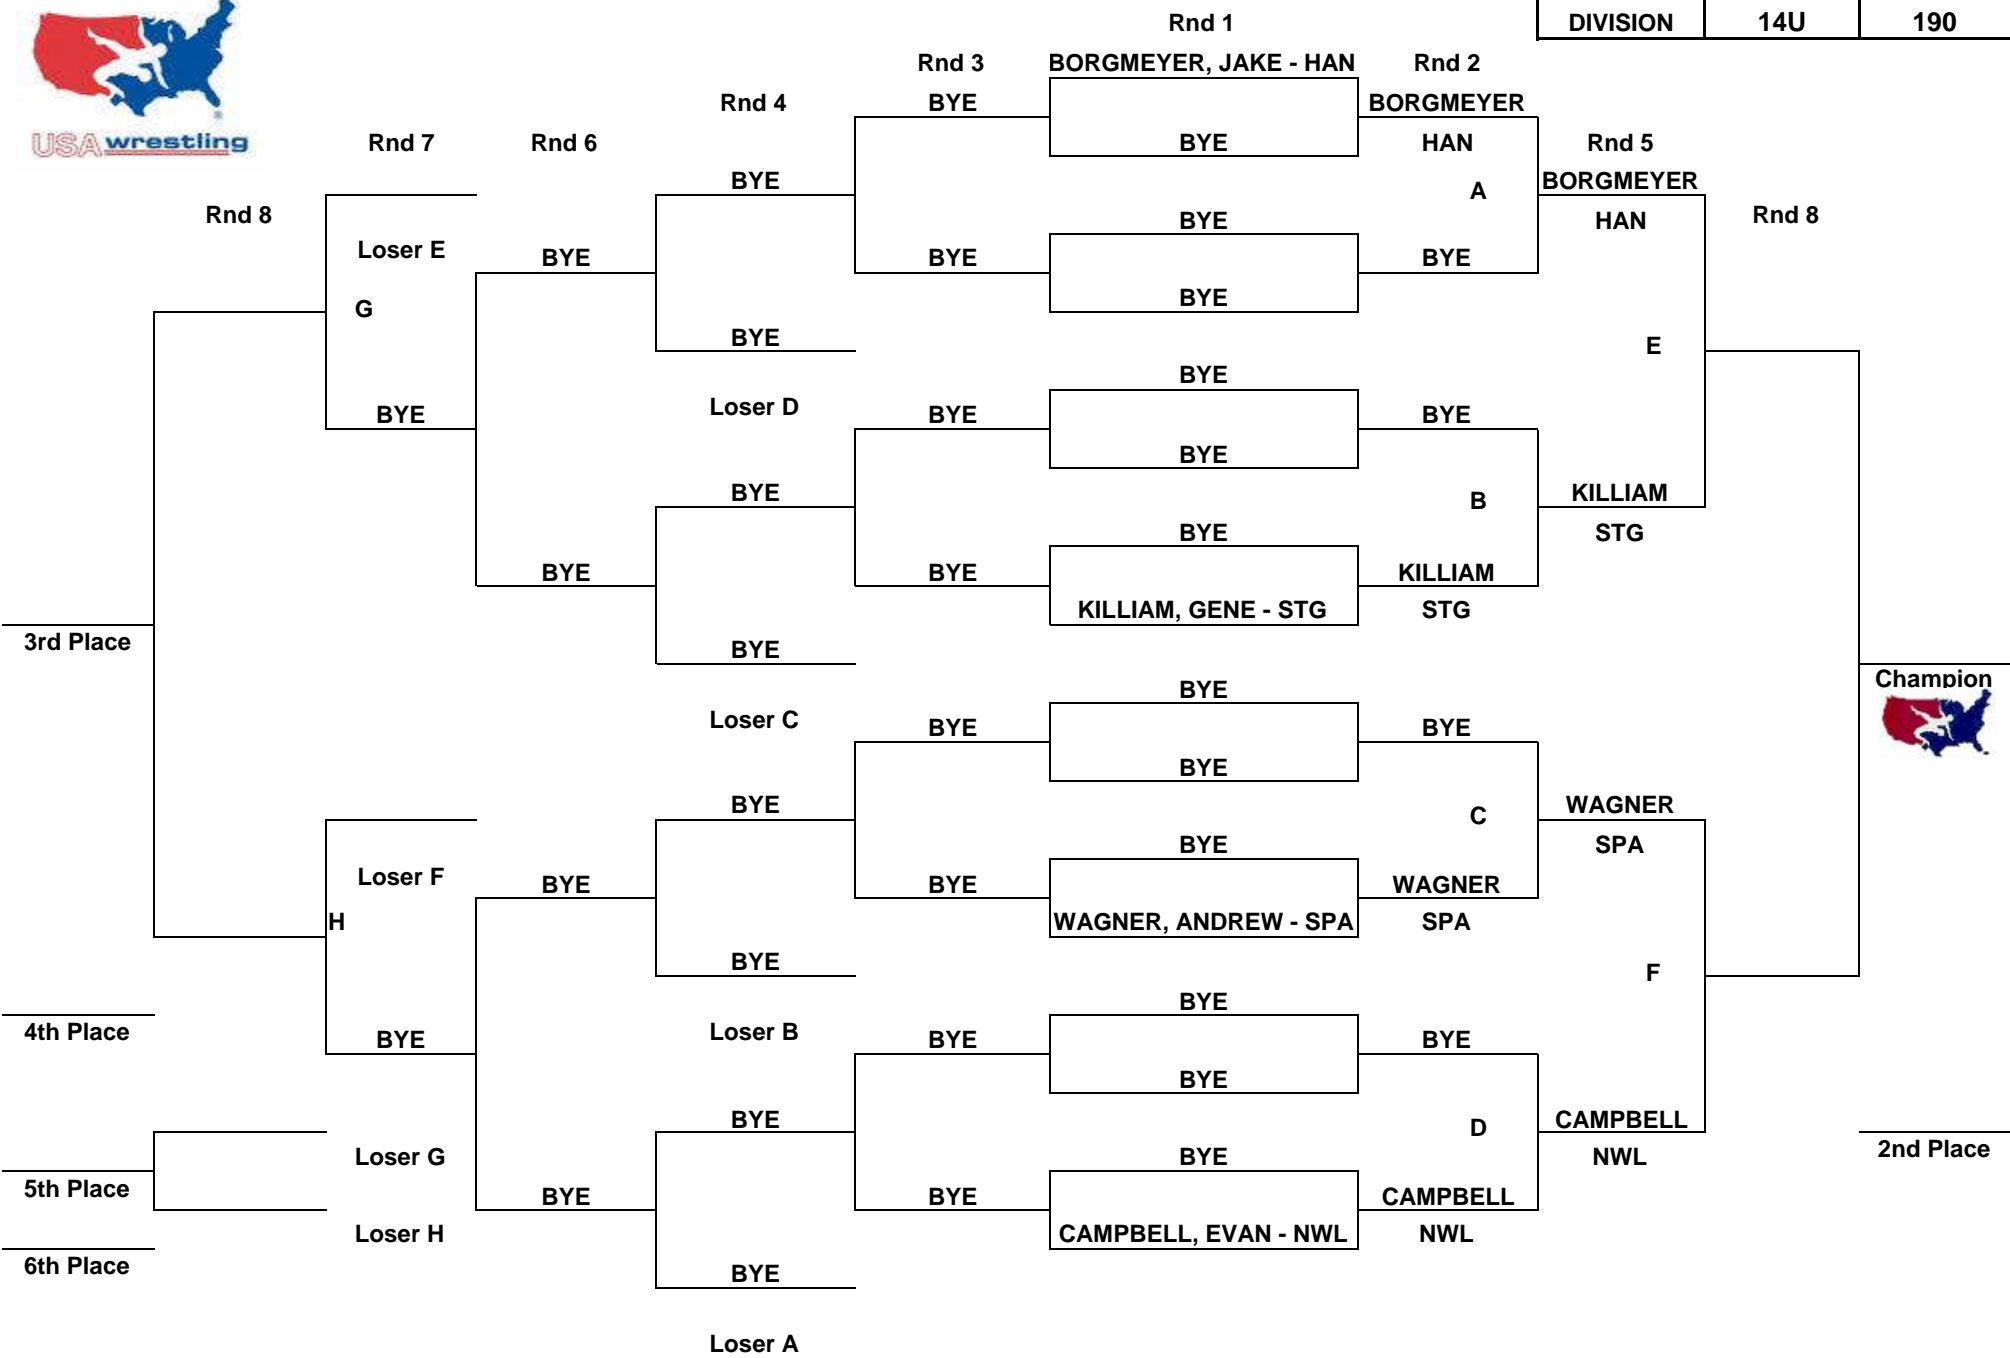 Rnd 1
DIVISION 14U 190
Rnd 3 BORGMEYER, JAKE - HAN Rnd 2
Rnd 4 BYE BORGMEYER
USA wrestling
Rnd 7 Rnd 6 BYE HAN Rnd 5
BYE A BORGMEYER
Rnd 8 BYE HAN Rnd 8
Loser E BYE BYE BYE
G BYE
BYE E
BYE
BYE Loser D BYE BYE
BYE
BYE B KILLIAM
BYE STG
BYE BYE KILLIAM
KILLIAM, GENE - STG STG
3rd Place BYE
BYE Champion
Loser C BYE BYE
BYE
BYE C WAGNER
BYE SPA
Loser F BYE BYE WAGNER
H WAGNER, ANDREW - SPA SPA
BYE F
BYE
4th Place BYE Loser B BYE BYE
BYE
BYE D CAMPBELL
Loser G BYE NWL 2nd Place
5th Place BYE BYE CAMPBELL
Loser H CAMPBELL, EVAN - NWL NWL
6th Place BYE
Loser A